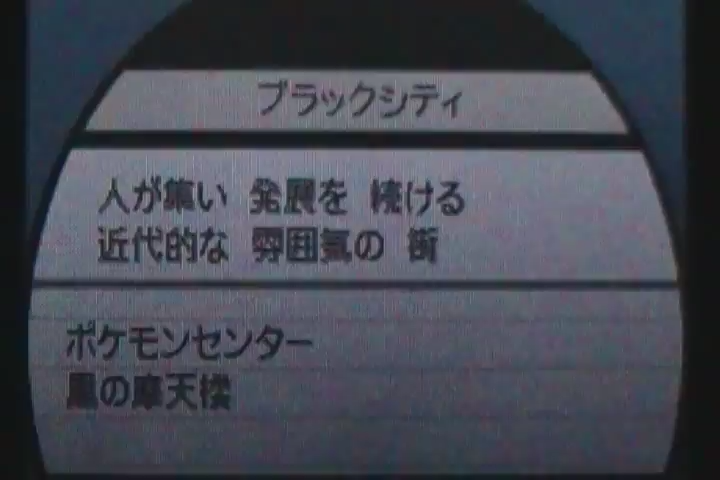 ブラックシティ
人が集い 発展を 続ける
近代的な 雰囲気の 街
ポケモンセンター
黒の摩天楼